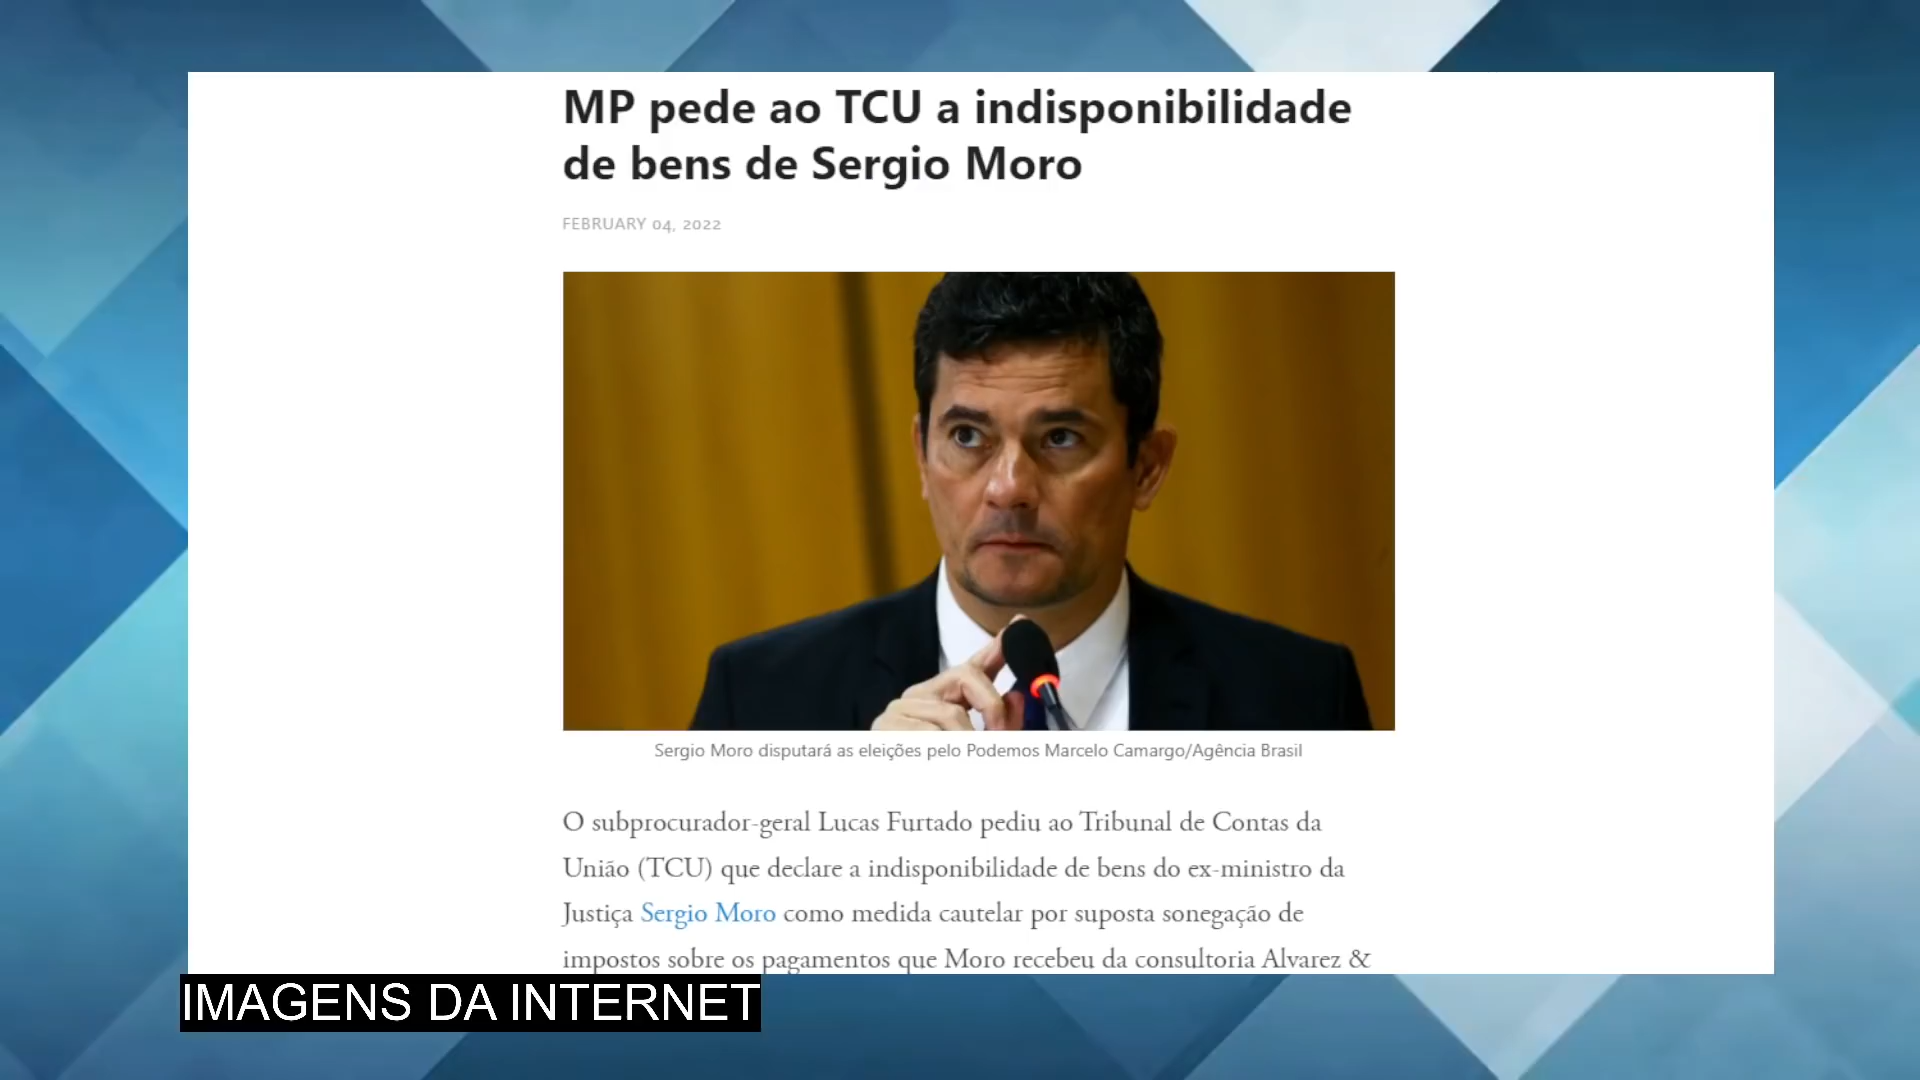 MP pede ao TCU a indisponibilidade
de bens de Sergio Moro
FEBRUARY 04, 2022
Sergio Moro disputará as eleições pelo Podemos Marcelo Camargo/Agência Brasil
O subprocurador-geral Lucas Furtado pediu ao Tribunal de Contas da
União (TCU) que declare a indisponibilidade de bens do ex-ministro da
Justiça Sergio Moro como medida cautelar por suposta sonegação de
impostos sobre os pagamentos que Moro recebeu da consultoria Alvarez &
IMAGENS DA INTERNET